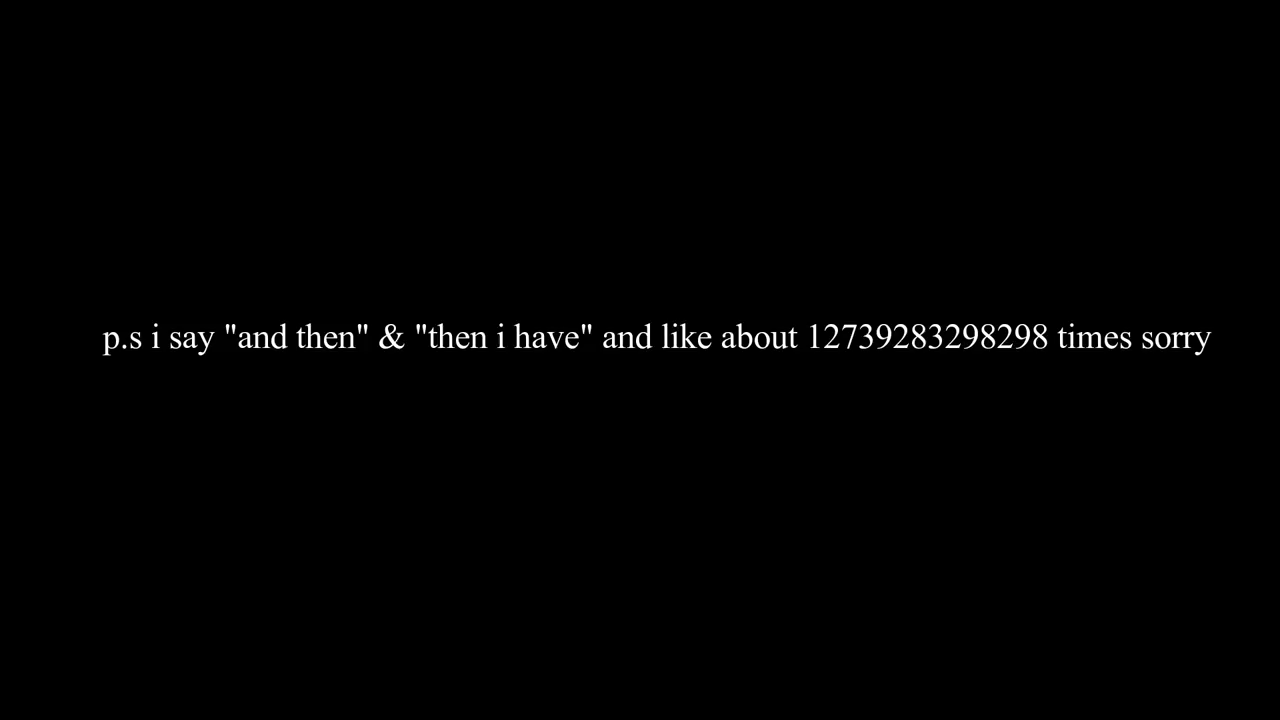 p.s i say "and then" & "then i have" and like about 12739283298298 times sorry